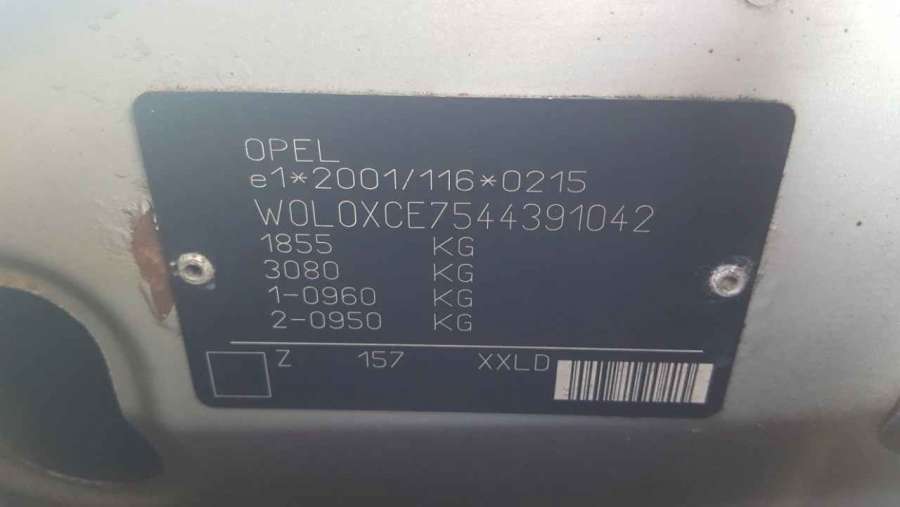 OPEL
e1*2001/116*0215
W0L0XCE7544391042
1855 KG
3080 KG
1-0960 KG
2-0950 KG
Z 157 XXLD